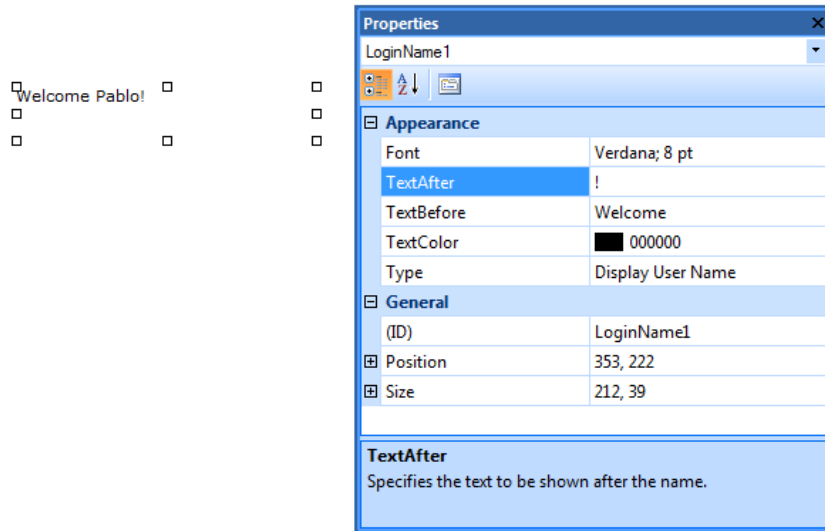 Welcome Pablo!
Properties
LoginName1
Appearance
Font Verdana; 8 pt
TextAfter !
TextBefore Welcome
TextColor 000000
Type Display User Name
General
(ID) LoginName1
Position 353, 222
Size 212, 39
TextAfter
Specifies the text to be shown after the name.